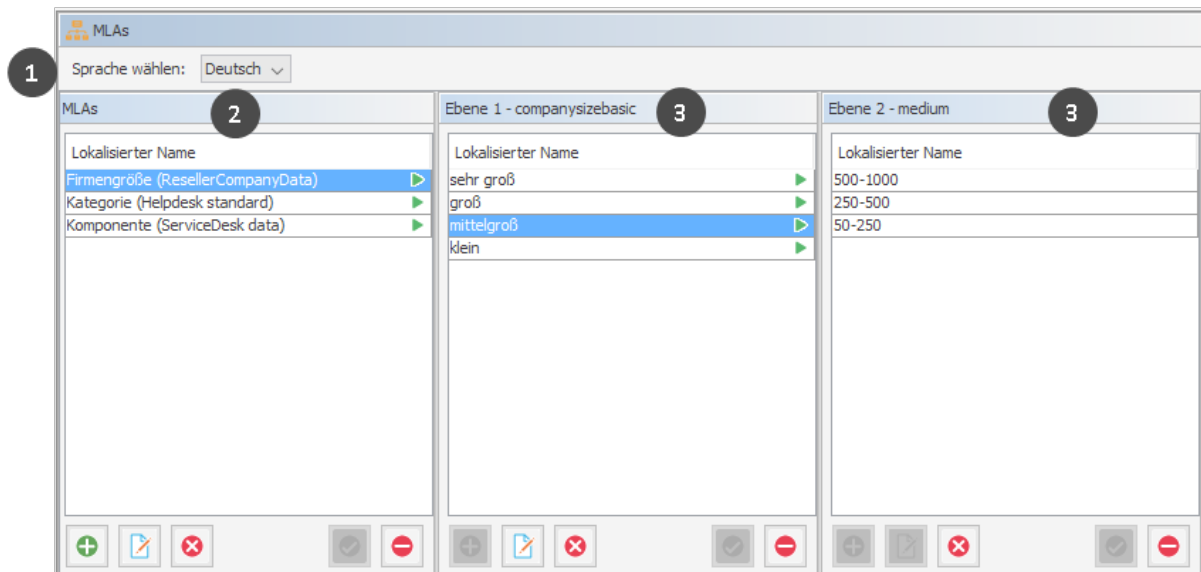 MLAs
1
Sprache wählen: Deutsch
MLAs
2
Lokalisierter Name
Firmengröße (ResellerCompanyData)
Kategorie (Helpdesk standard)
Komponente (ServiceDesk data)
Ebene 1 - companysizebasic
3
Lokalisierter Name
sehr groß
groß
mittelgroß
klein
Ebene 2 - medium
3
Lokalisierter Name
500-1000
250-500
50-250